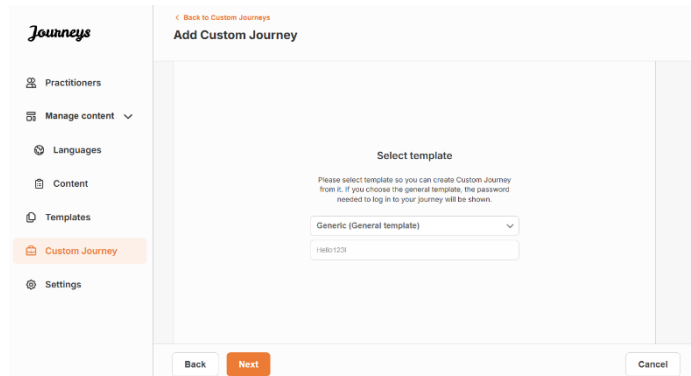 Journeys
Practitioners
Manage content
Languages
Content
Templates
Custom Journey
Settings
< Back to Custom Journeys
Add Custom Journey
Select template
Please select template so you can create Custom Journey
from it. If you choose the general template, the password
needed to log in to your journey will be shown.
Generic (General template)
Hello123!
Back
Next
Cancel